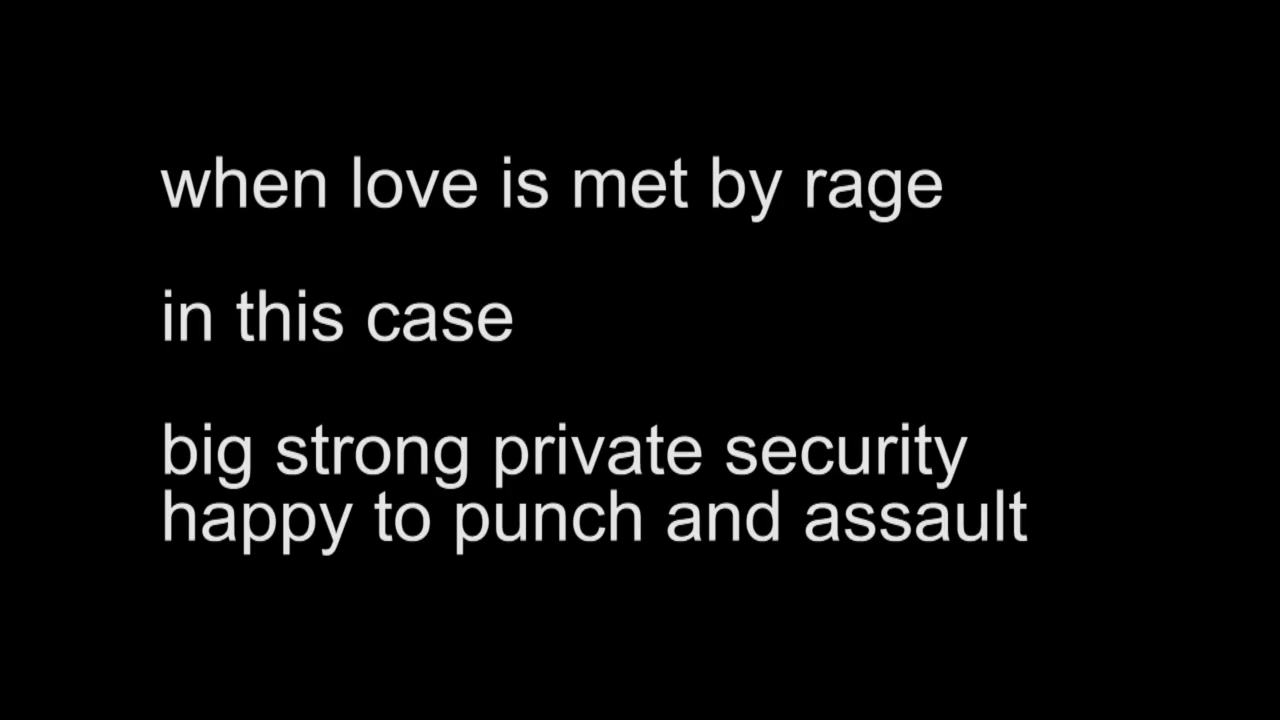 when love is met by rage
in this case
big strong private security
happy to punch and assault